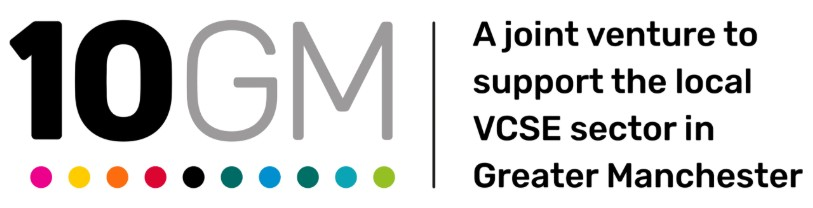 10GM
A joint venture to
support the local
VCSE sector in
Greater Manchester